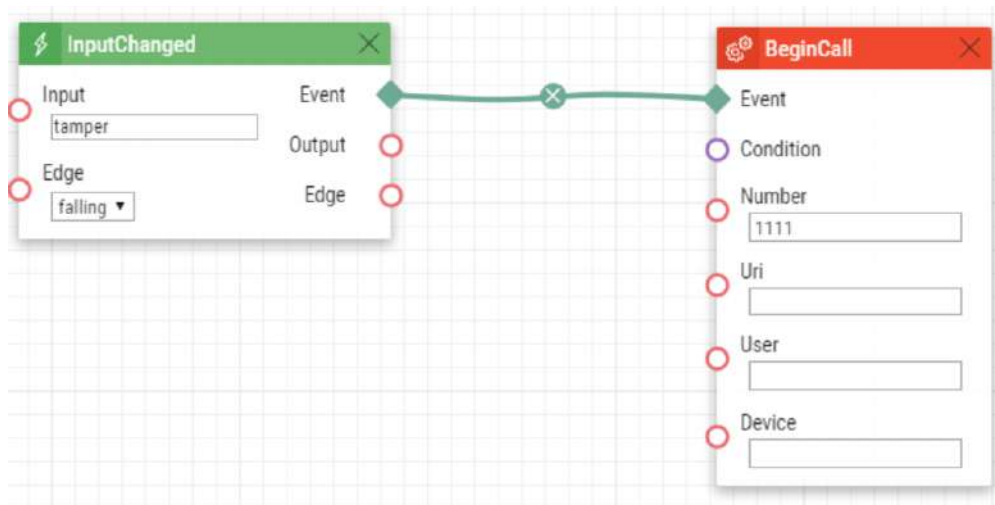 InputChanged
Input
tamper
Edge
falling
Event
Output
Edge
BeginCall
Event
Condition
Number
1111
Uri
User
Device